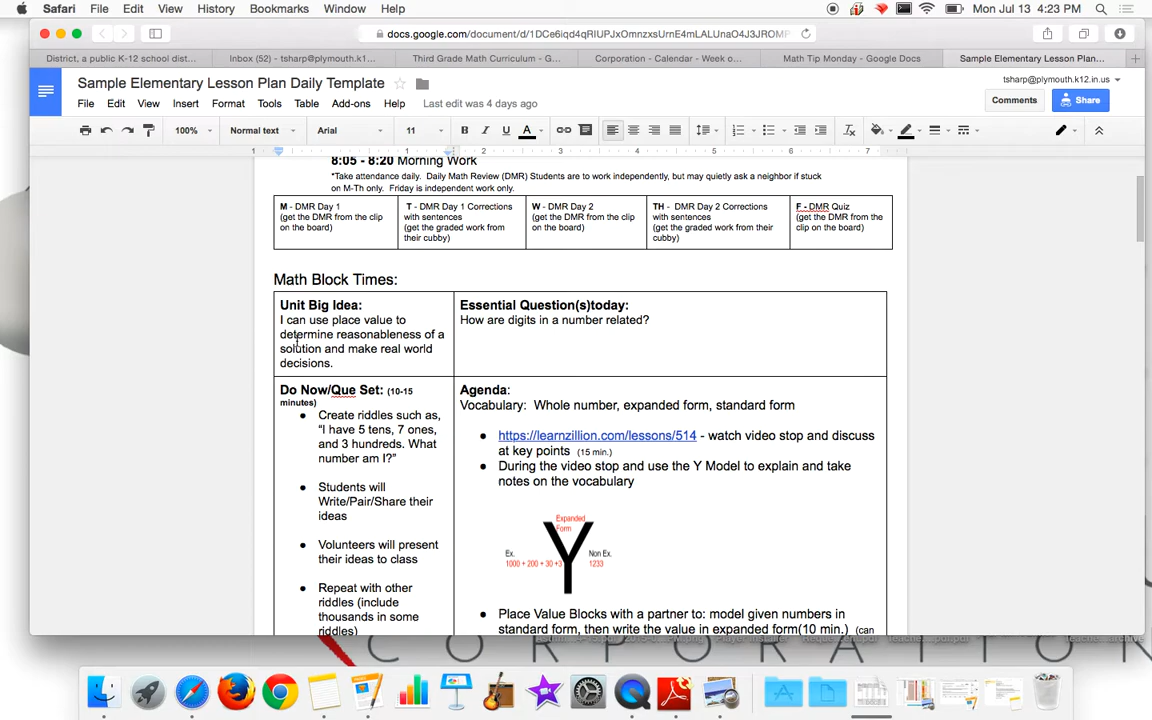 Safari File Edit View History Bookmarks Window Help Mon Jul 13 4:23 PM
docs.google.com/document/d/1DCe6iqd4qRIUPJxOmnzxsUrnm0E4mLALUnaO4J3JROMP
District, a public K-12 school dist... Inbox (52) - tsharp@plymouth.k1... Third Grade Math Curriculum - G... Corporation - Calendar - Week o... Math Tip Monday - Google Docs Sample Elementary Lesson Plan...
Sample Elementary Lesson Plan Daily Template tsharp@plymouth.k12.in.us
File Edit View Insert Format Tools Table Add-ons Help Last edit was 4 days ago Comments Share
100% Normal text Arial 11 B I U A
1 1 2 3 4 5 6 7
8:05 - 8:20 Morning Work
*Take attendance daily. Daily Math Review (DMR) Students are to work independently, but may quietly ask a neighbor if stuck
on M-Th only. Friday is independent work only.
M - DMR Day 1
(get the DMR from the clip
on the board)
T - DMR Day 1 Corrections
with sentences
(get the graded work from
their cubby)
W - DMR Day 2
(get the DMR from the clip
on the board)
TH - DMR Day 2 Corrections
with sentences
(get the graded work from their
cubby)
F - DMR Quiz
(get the DMR from the
clip on the board)
Math Block Times:
Unit Big Idea:
I can use place value to
determine reasonableness of a
solution and make real world
decisions.
Essential Question(s)today:
How are digits in a number related?
Do Now/Que Set: (10-15
minutes)
Create riddles such as,
“I have 5 tens, 7 ones,
and 3 hundreds. What
number am I?”
Students will
Write/Pair/Share their
ideas
Volunteers will present
their ideas to class
Repeat with other
riddles (include
thousands in some
riddles)
Agenda:
Vocabulary: Whole number, expanded form, standard form
https://learnzillion.com/lessons/514 - watch video stop and discuss
at key points (15 min.)
During the video stop and use the Y Model to explain and take
notes on the vocabulary
Expanded
Form
Y
Ex. Non Ex.
1000 + 200 + 30 +3 1233
Place Value Blocks with a partner to: model given numbers in
standard form, then write the value in expanded form(10 min.) (can
CORPORATION